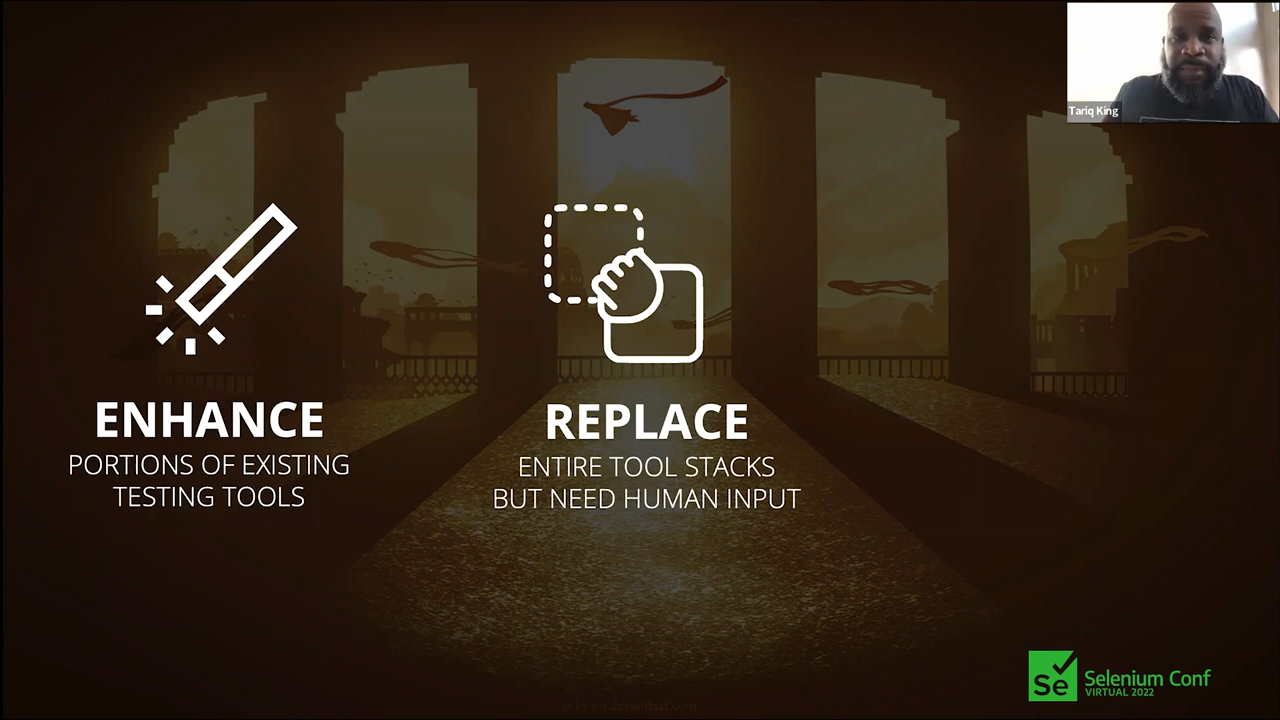 Tariq King
ENHANCE
PORTIONS OF EXISTING
TESTING TOOLS
REPLACE
ENTIRE TOOL STACKS
BUT NEED HUMAN INPUT
Se
Selenium Conf
VIRTUAL 2022